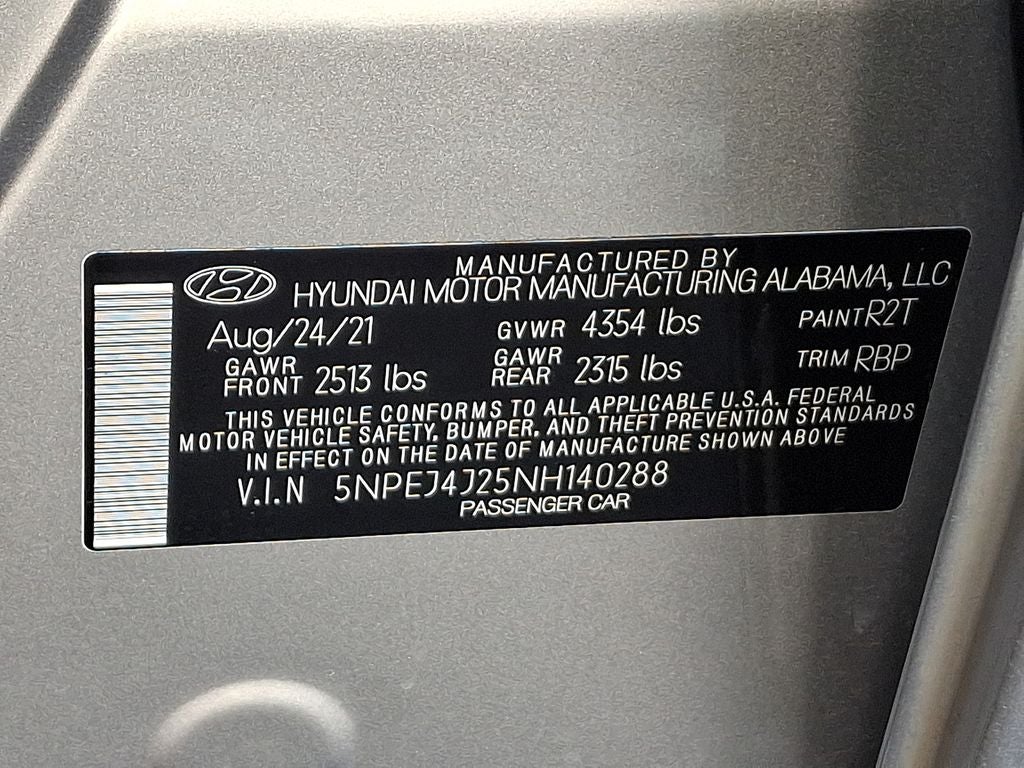 MANUFACTURED BY
HYUNDAI MOTOR MANUFACTURING ALABAMA, LLC
Aug/24/21 GVWR 4354 lbs PAINT R2T
GAWR FRONT 2513 lbs GAWR REAR 2315 lbs TRIM RBP
THIS VEHICLE CONFORMS TO ALL APPLICABLE U.S.A. FEDERAL
MOTOR VEHICLE SAFETY, BUMPER, AND THEFT PREVENTION STANDARDS
IN EFFECT ON THE DATE OF MANUFACTURE SHOWN ABOVE
V.I.N 5NPEJ4J25NH140288
PASSENGER CAR